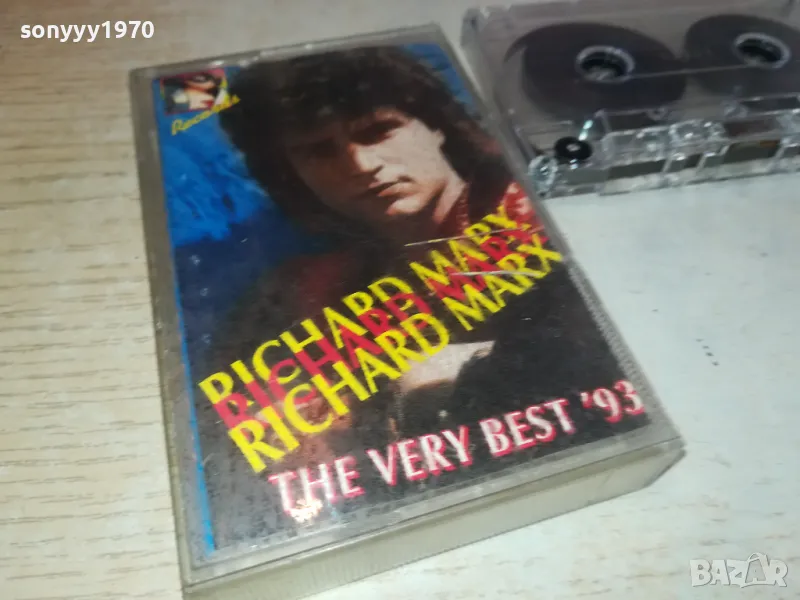 sonyyy1970
Records
RICHARD MARX
RICHARD MARX
RICHARD MARX
THE VERY BEST '93
BAZAR